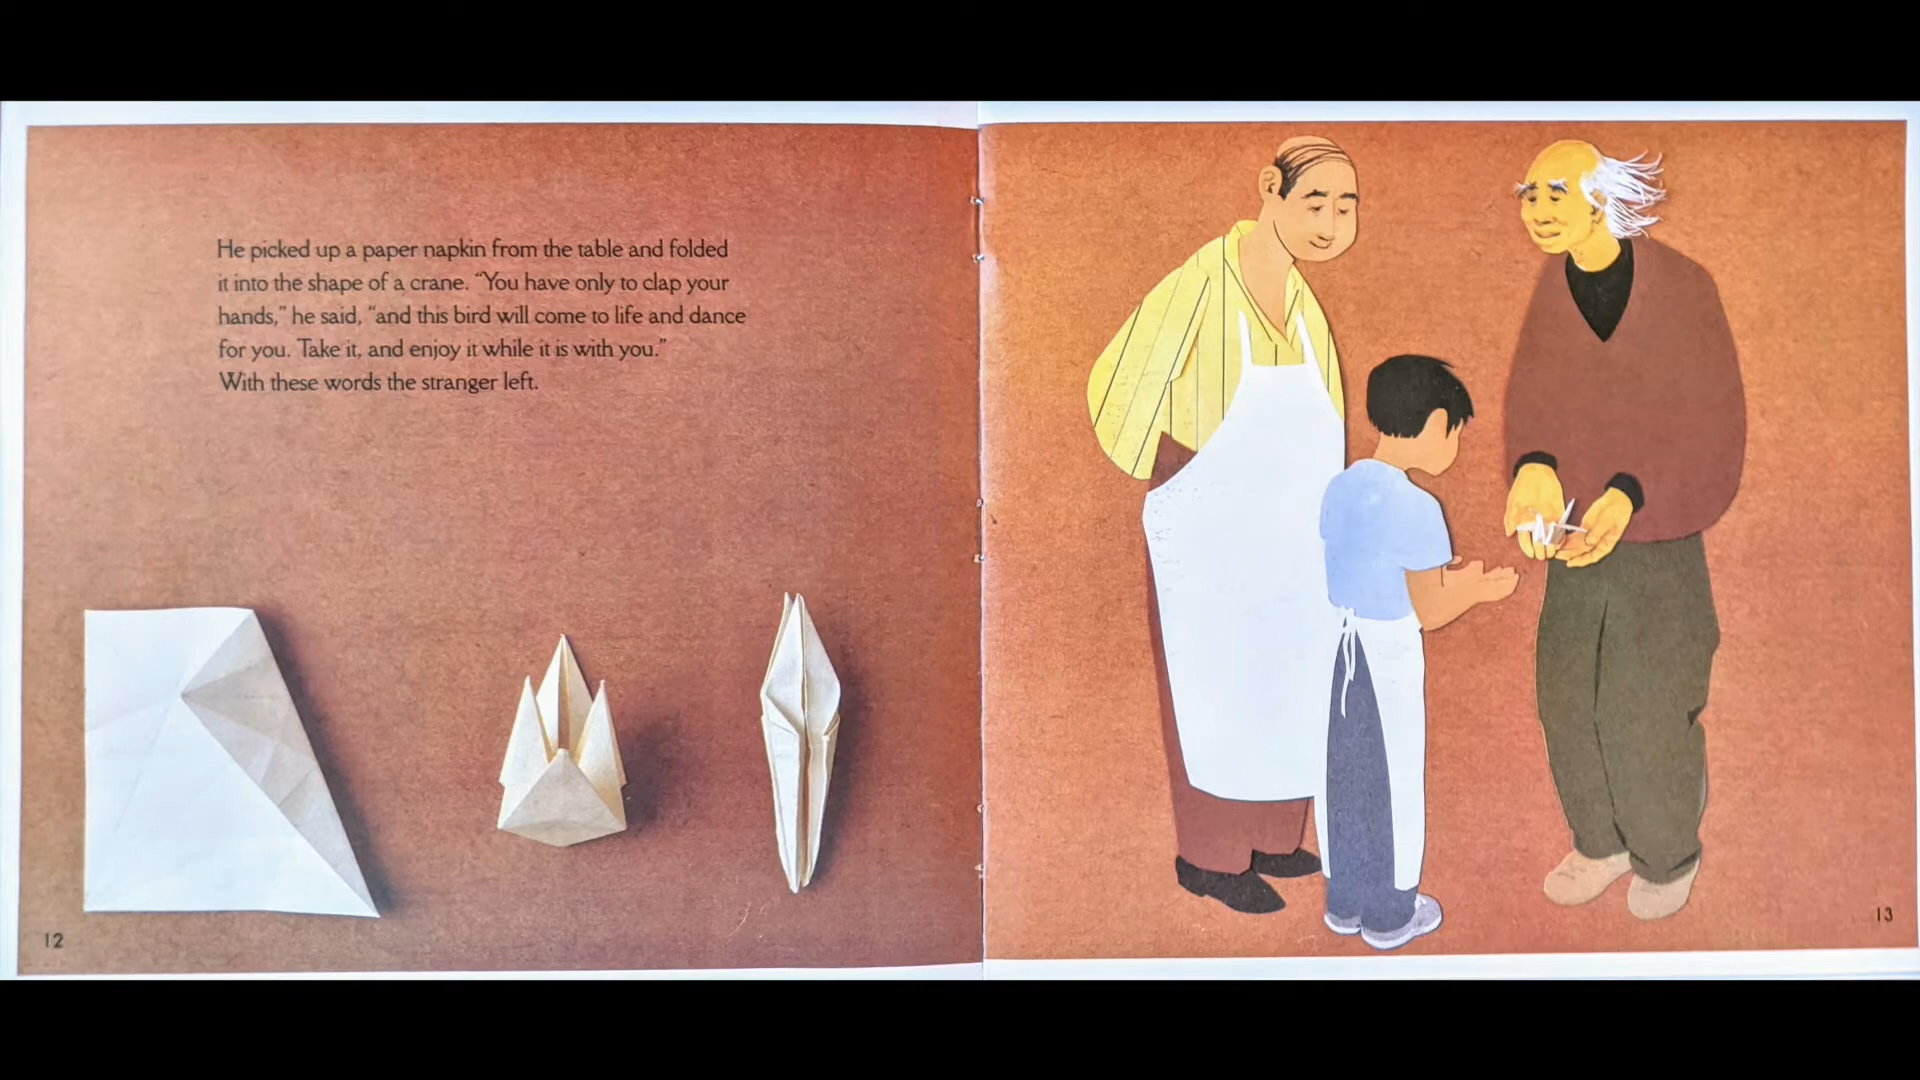 He picked up a paper napkin from the table and folded
it into the shape of a crane. “You have only to clap your
hands,” he said, “and this bird will come to life and dance
for you. Take it, and enjoy it while it is with you.”
With these words the stranger left.
12
13